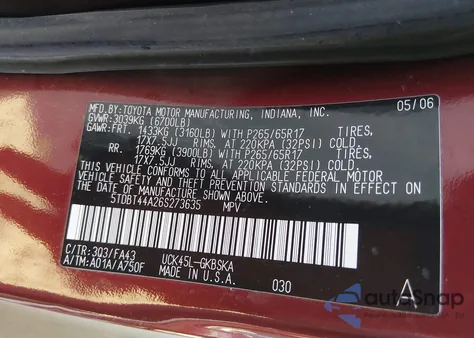 MFD.BY:TOYOTA MOTOR MANUFACTURING, INDIANA, INC. 05/06
GVWR:3039KG (6700LB)
GAWR:FRT. 1433KG (3160LB) WITH P265/65R17 TIRES,
17X7.5JJ RIMS, AT 220KPA (32PSI) COLD.
RR. 1769KG (3900LB) WITH P265/65R17 TIRES,
17X7.5JJ RIMS, AT 220KPA (32PSI) COLD.
THIS VEHICLE CONFORMS TO ALL APPLICABLE FEDERAL MOTOR
VEHICLE SAFETY AND THEFT PREVENTION STANDARDS IN EFFECT ON
THE DATE OF MANUFACTURE SHOWN ABOVE.
5TDBT44A26S273635 MPV
C/TR:3Q3/FA43 UCK45L-GKBSKA
A/TM:A01A/A750F MADE IN U.S.A. 030 A
autoSnap